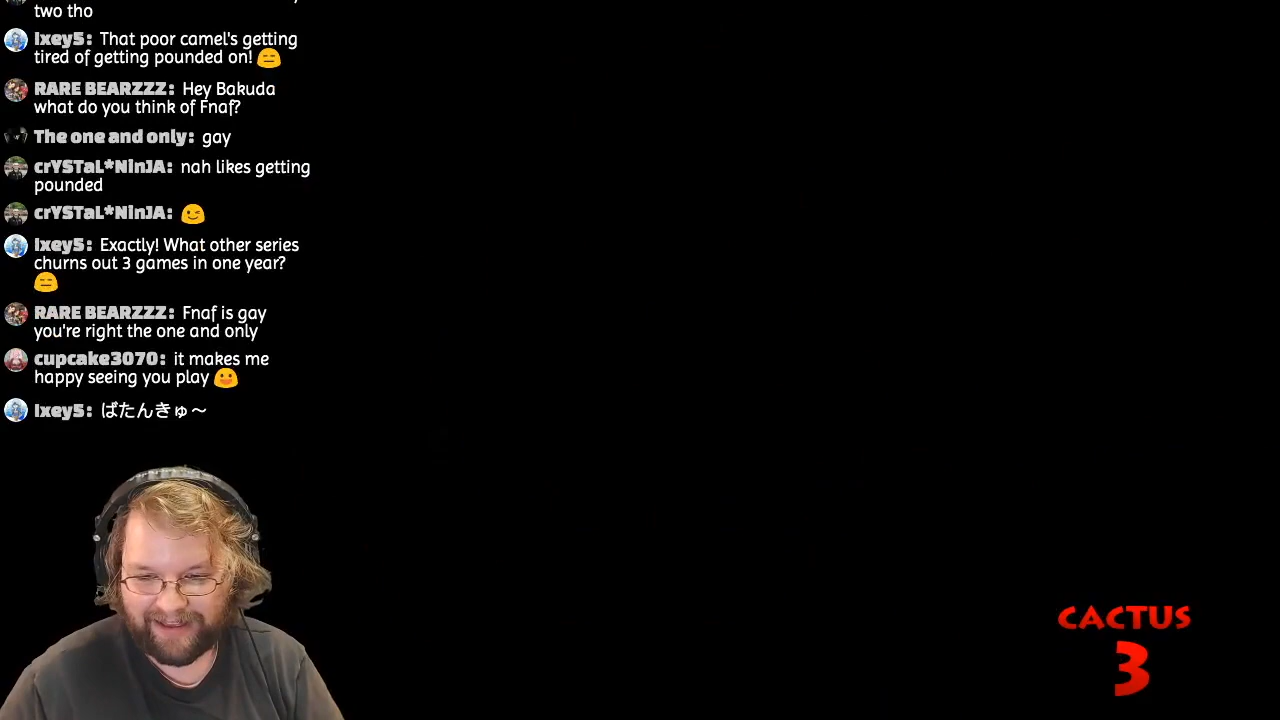 two tho
Ixey5: That poor camel's getting
tired of getting pounded on! 😑
RARE BEARZZZ: Hey Bakuda
what do you think of Fnaf?
The one and only: gay
crYSTaL*NinJA: nah likes getting
pounded
crYSTaL*NinJA: 😉
Ixey5: Exactly! What other series
churns out 3 games in one year?
😑
RARE BEARZZZ: Fnaf is gay
you're right the one and only
cupcake3070: it makes me
happy seeing you play 😃
Ixey5: ばたんきゅ～
CACTUS
3